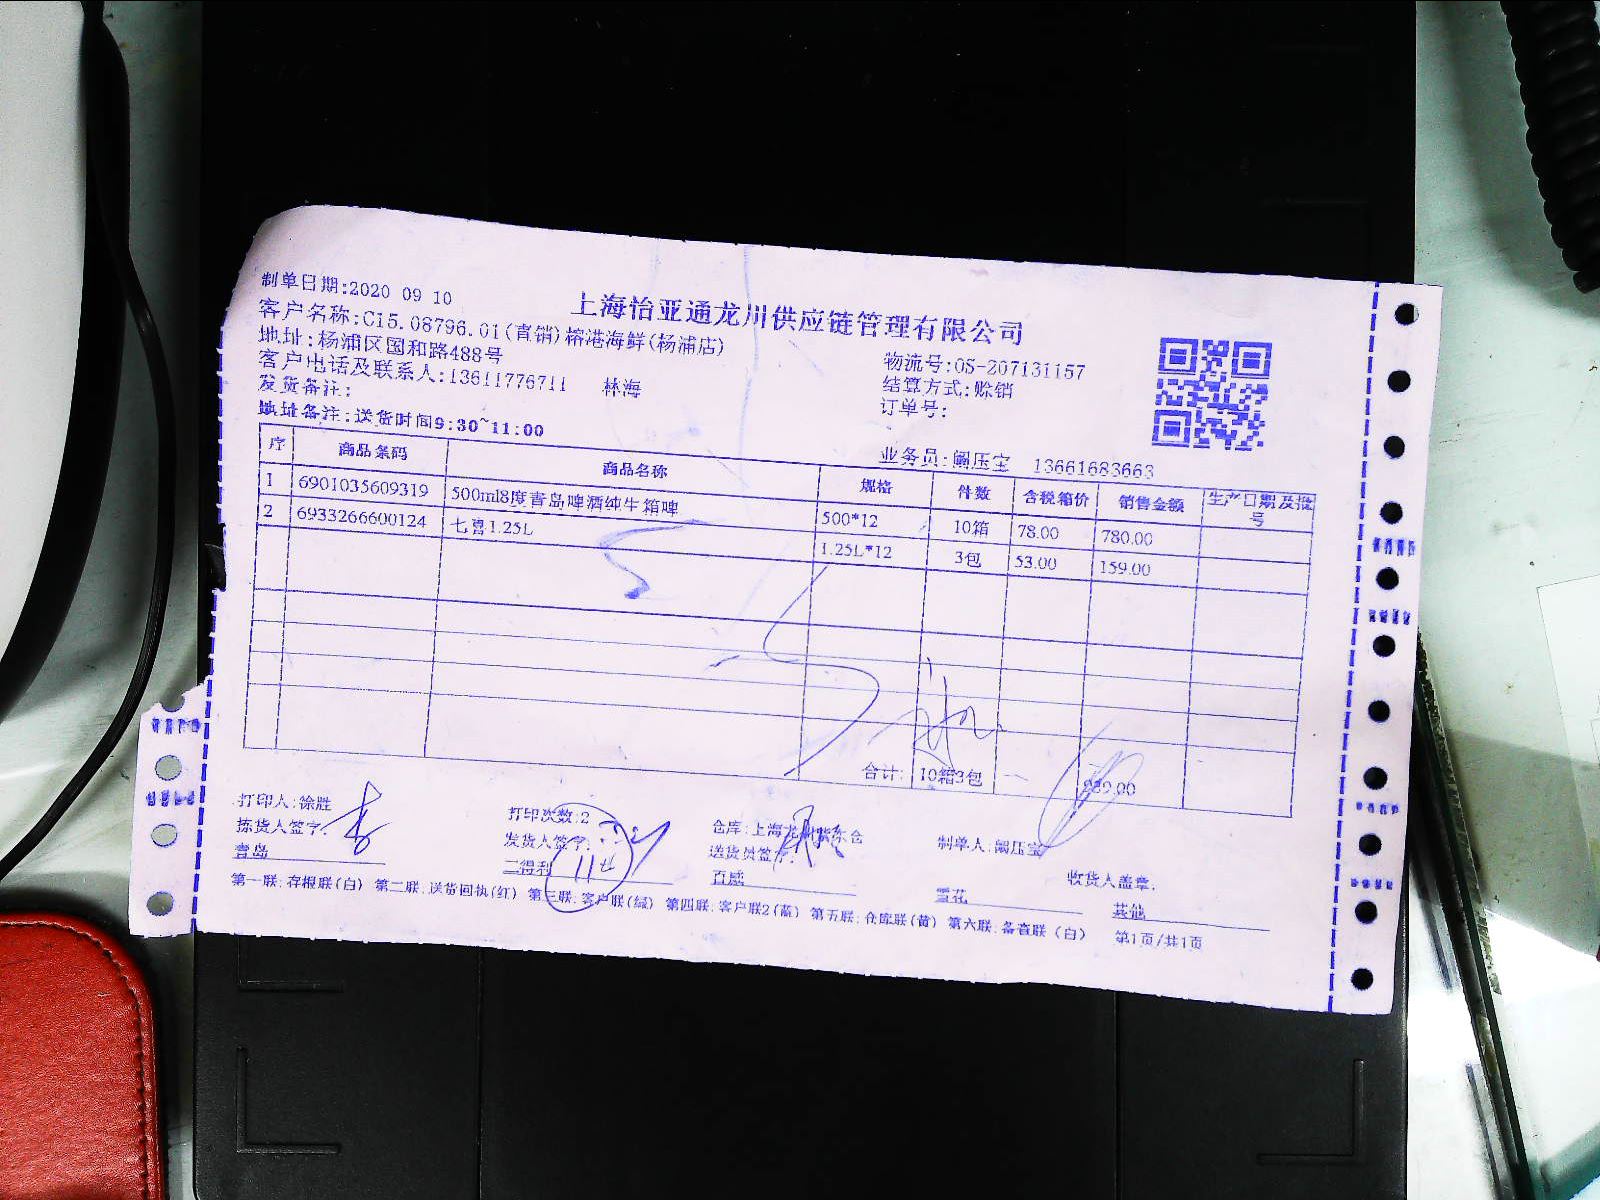 制单日期:2020 09 10
上海怡亚通龙川供应链管理有限公司
客户名称:C15.08796.01(青销)榕港海鲜(杨浦店)
地址:杨浦区国和路488号
物流号:OS-207131157
客户电话及联系人:13611776711 林海
结算方式:赊销
发货备注:
订单号:
地址备注:送货时间9:30~11:00
业务员:阚压宝 13661683663
序 商品条码 商品名称 规格 件数 含税箱价 销售金额 生产日期及批号
1 6901035609319 500ml8度青岛啤酒纯生箱啤 500*12 10箱 78.00 780.00
2 6933266600124 七喜1.25L 1.25L*12 3包 53.00 159.00
合计: 10箱3包
打印人:徐胜 打印次数:2 仓库:上海龙川 制单人:阚压宝
拣货人签字: 发货人签字: 送货员签字: 收货人盖章:
青岛 三得利 百威 雪花 其他
第一联:存根联(白) 第二联:送货回执(红) 第三联:客户联(绿) 第四联:客户联2(蓝) 第五联:仓库联(黄) 第六联:备查联(白) 第1页/共1页